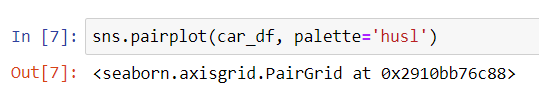 In [7]: sns.pairplot(car_df, palette='husl')
Out[7]: <seaborn.axisgrid.PairGrid at 0x2910bb76c88>